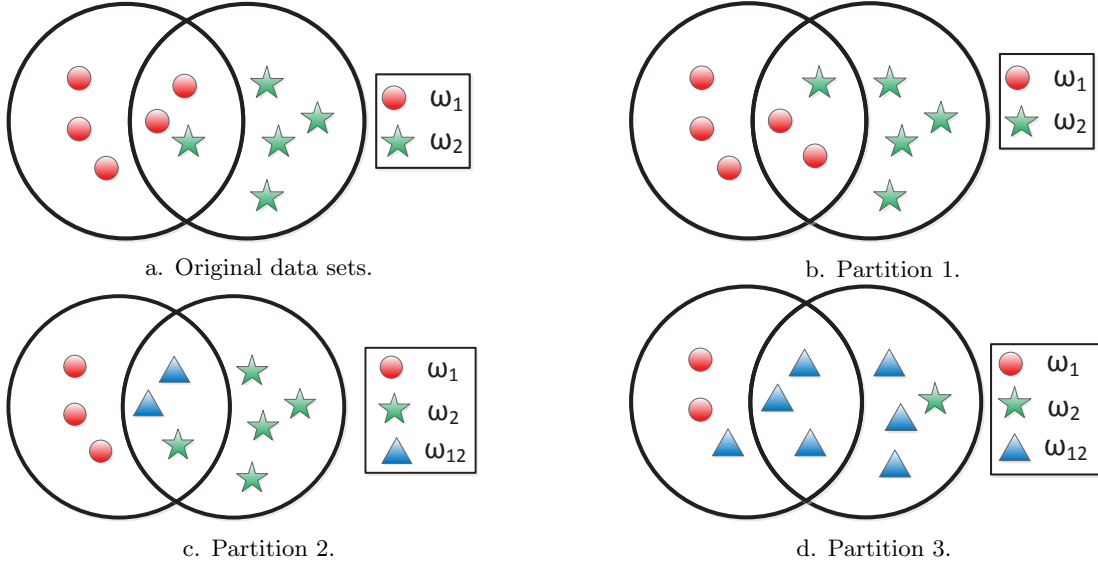 ω1
ω2
a. Original data sets.
ω1
ω2
b. Partition 1.
ω1
ω2
ω12
c. Partition 2.
ω1
ω2
ω12
d. Partition 3.